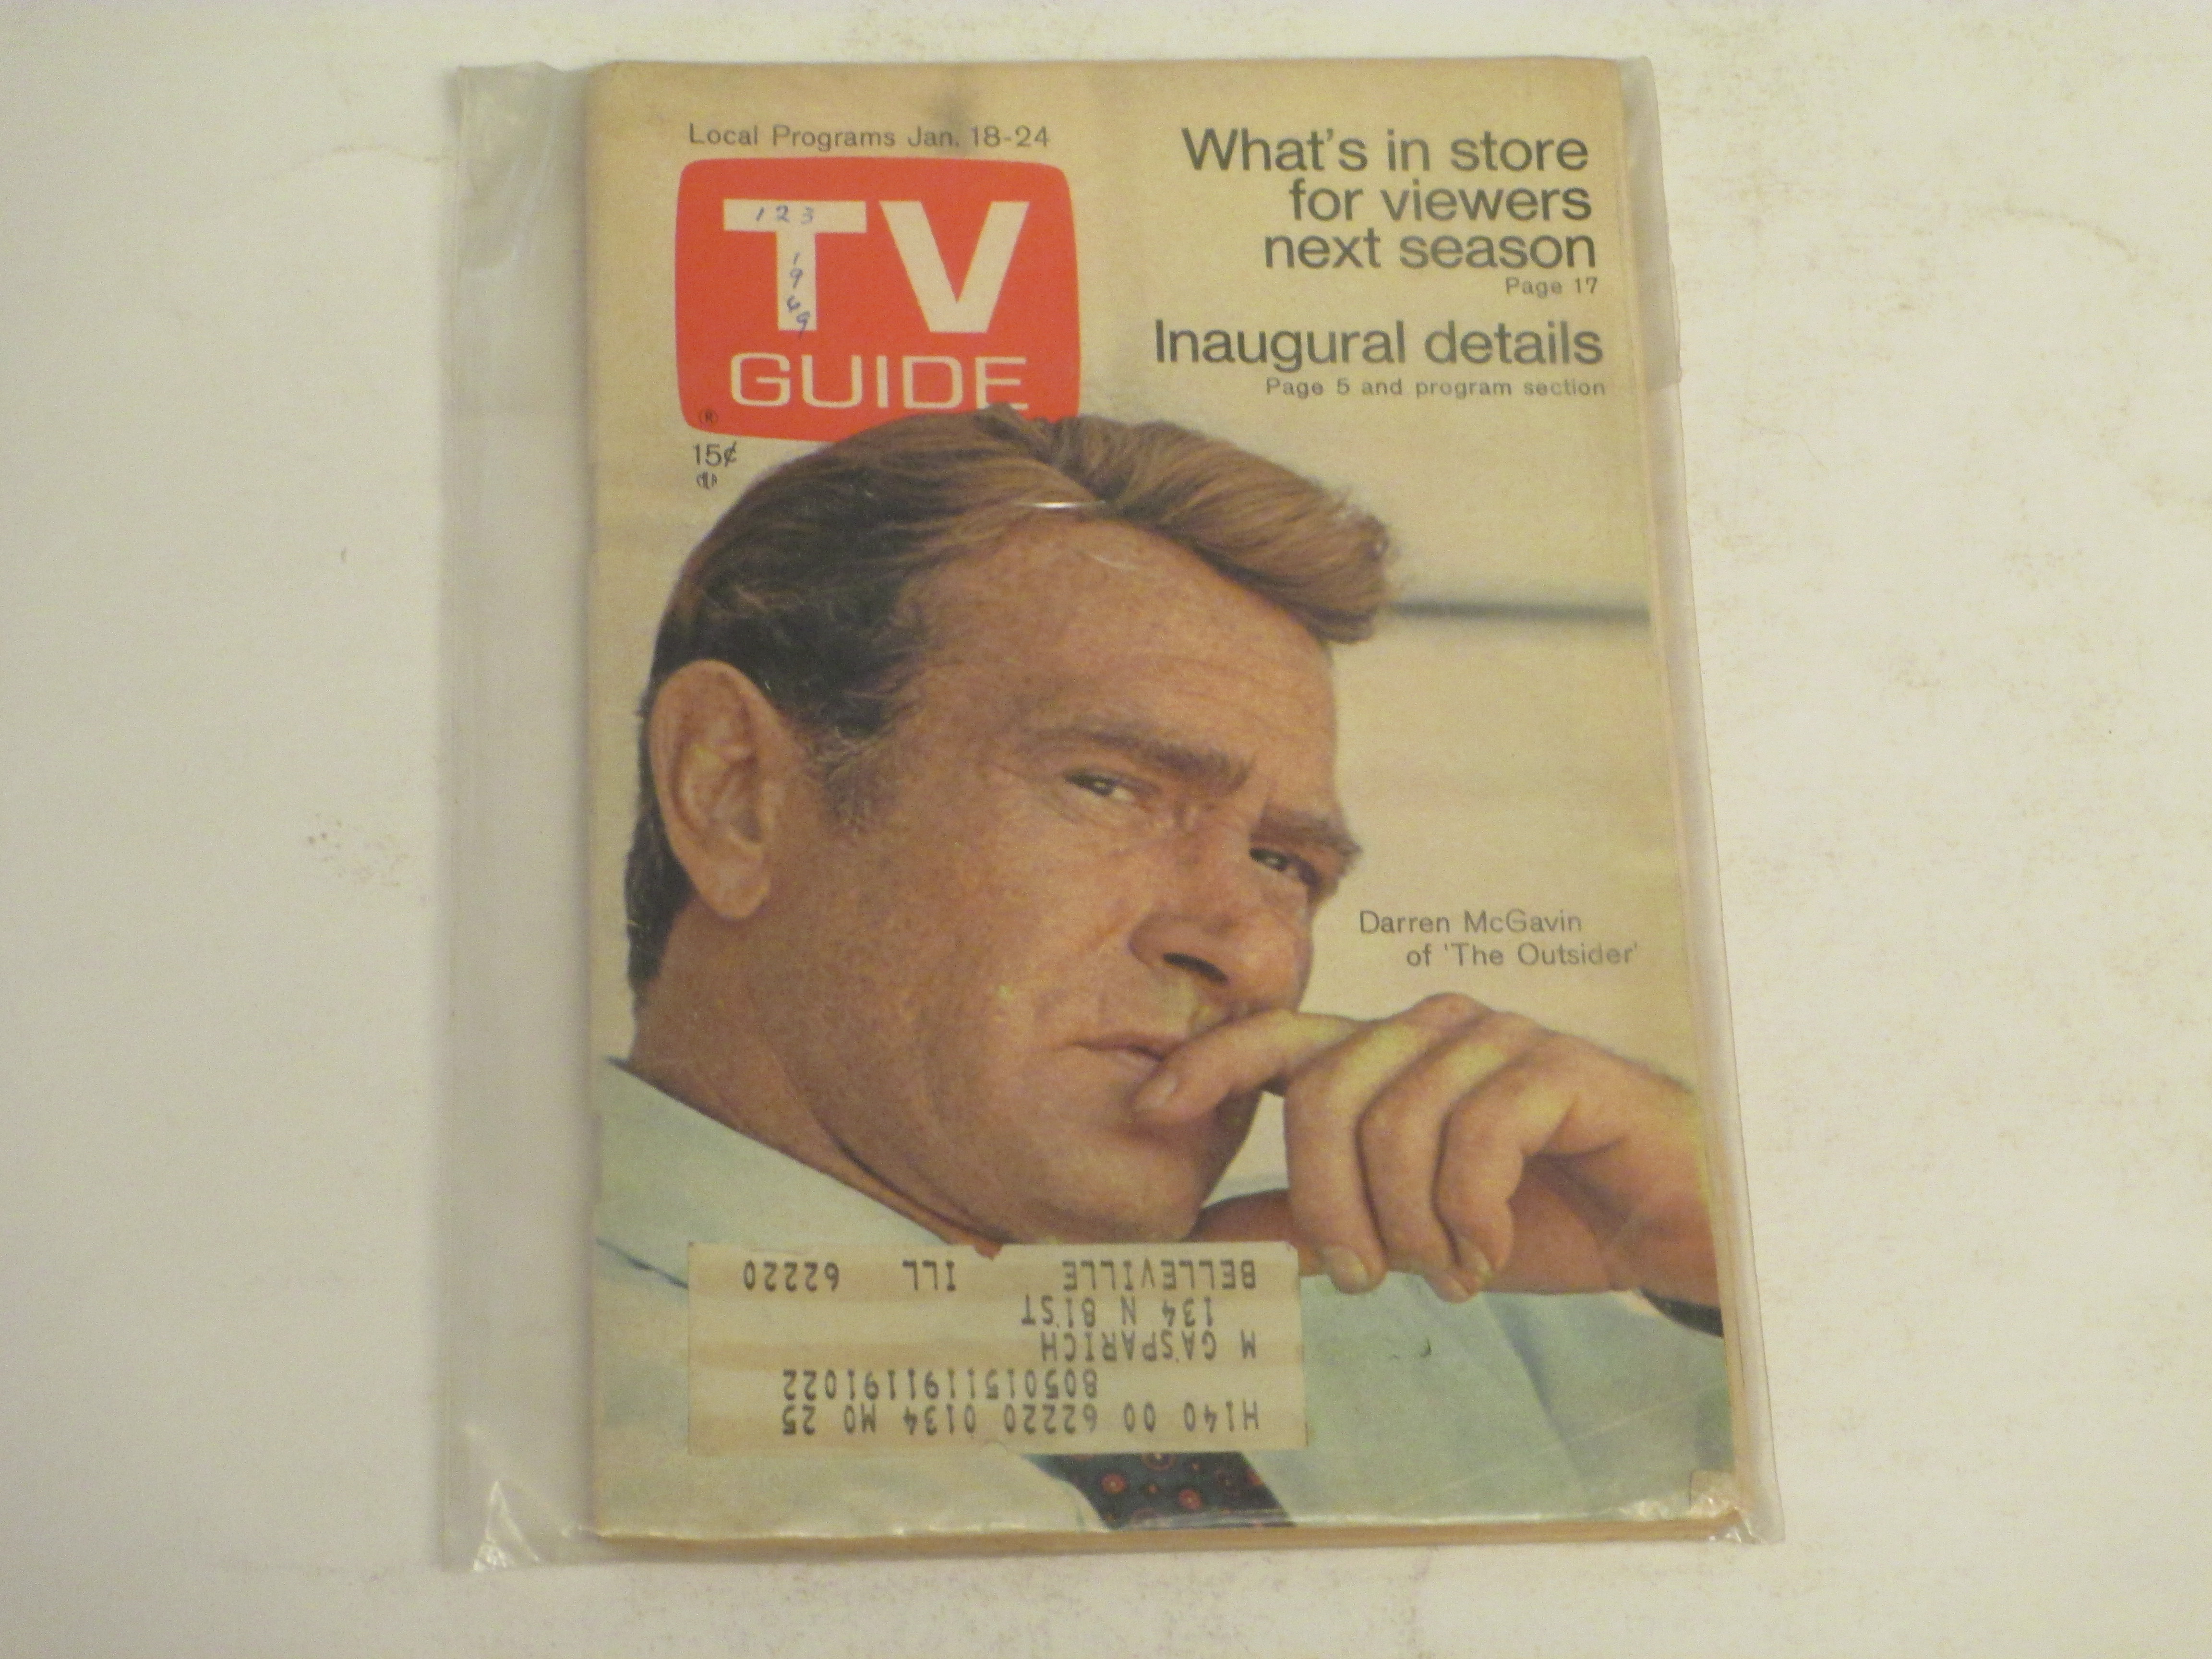 Local Programs Jan. 18-24
TV
123
1969
GUIDE
®
15¢
What's in store
for viewers
next season
Page 17
Inaugural details
Page 5 and program section
Darren McGavin
of 'The Outsider'
H140 00 62220 0134 MO 25
8050151191191022
M GASPARICH
134 N 81ST
BELLEVILLE ILL 62220